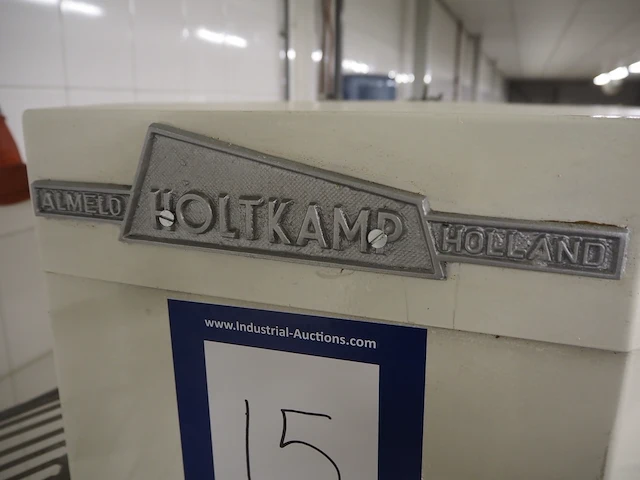 ALMELO HOLTKAMP HOLLAND
www.Industrial-Auctions.com
15